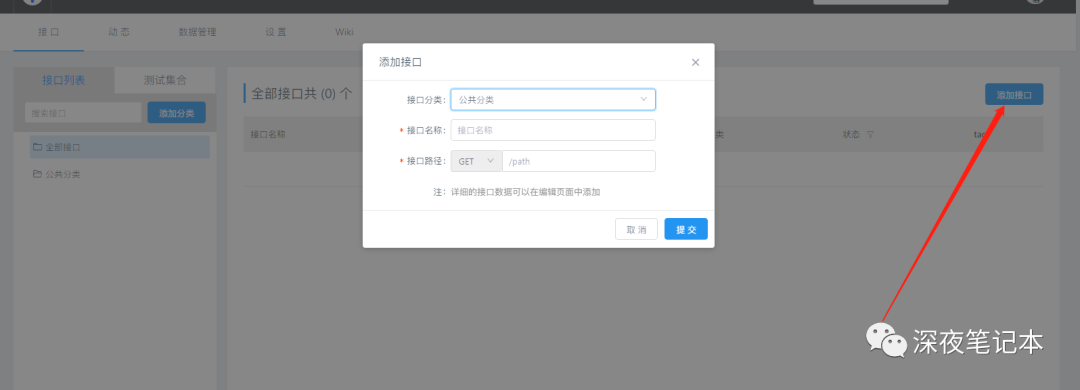 接 口 动 态 数据管理 设 置 Wiki
接口列表 测试集合
搜索接口 添加分类
全部接口
公共分类
全部接口共 (0) 个 添加接口
接口名称 类 状态
添加接口
接口分类： 公共分类
* 接口名称： 接口名称
* 接口路径： GET /path
注： 详细的接口数据可以在编辑页面中添加
取 消 提 交
深夜笔记本